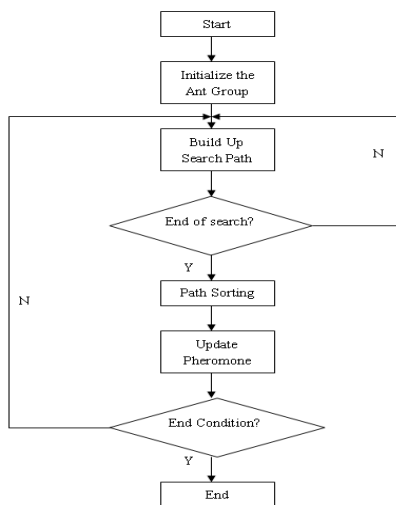 Start
Initialize the
Ant Group
Build Up
Search Path
N
End of search?
Y
Path Sorting
N
Update
Pheromone
End Condition?
Y
End